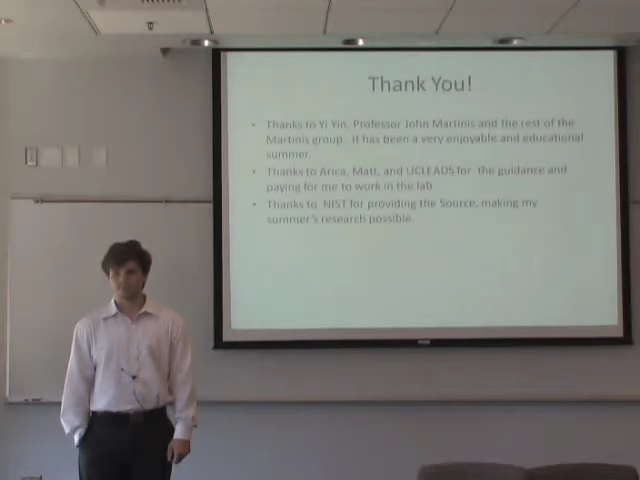 Thank You!
• Thanks to Yi Yin, Professor John Martinis and the rest of the
Martinis group. It has been a very enjoyable and educational
summer.
• Thanks to Arica, Matt, and UCLEADS for the guidance and
paying for me to work in the lab
• Thanks to NIST for providing the Source, making my
summer's research possible.